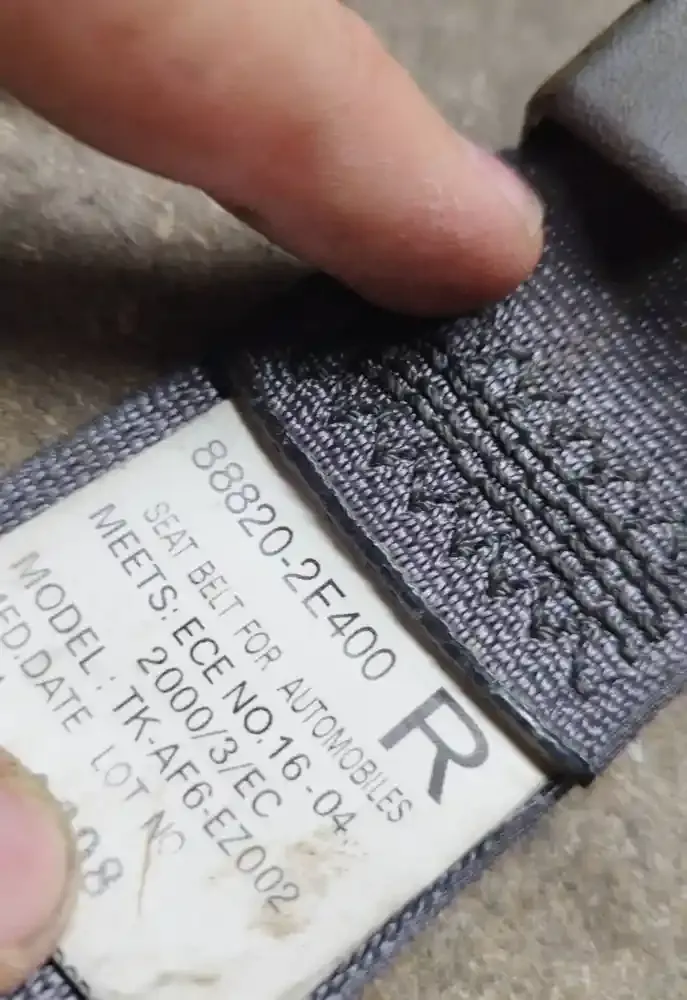 88820-2E400
SEAT BELT FOR AUTOMOBILES
R
MEETS: ECE NO.16-04
2000/3/EC
MODEL : TK-AF6-EZ002
DATE LOT NO